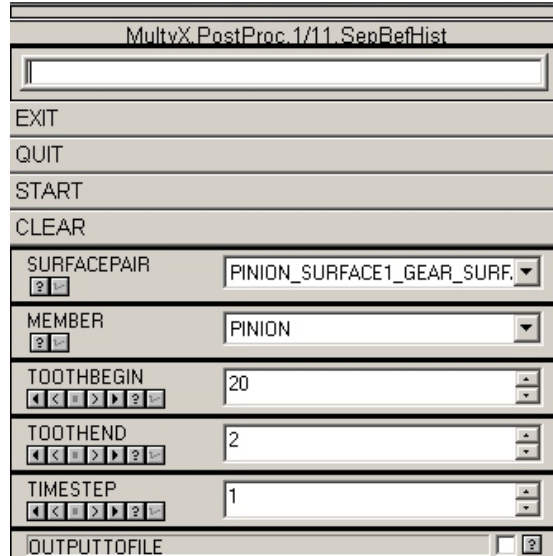 MultyX.PostProc.1/11.SepBefHist
EXIT
QUIT
START
CLEAR
SURFACEPAIR
PINION_SURFACE1_GEAR_SURF.
?
MEMBER
PINION
?
TOOTHBEGIN
20
?
TOOTHEND
2
?
TIMESTEP
1
?
OUTPUTTOFILE
?